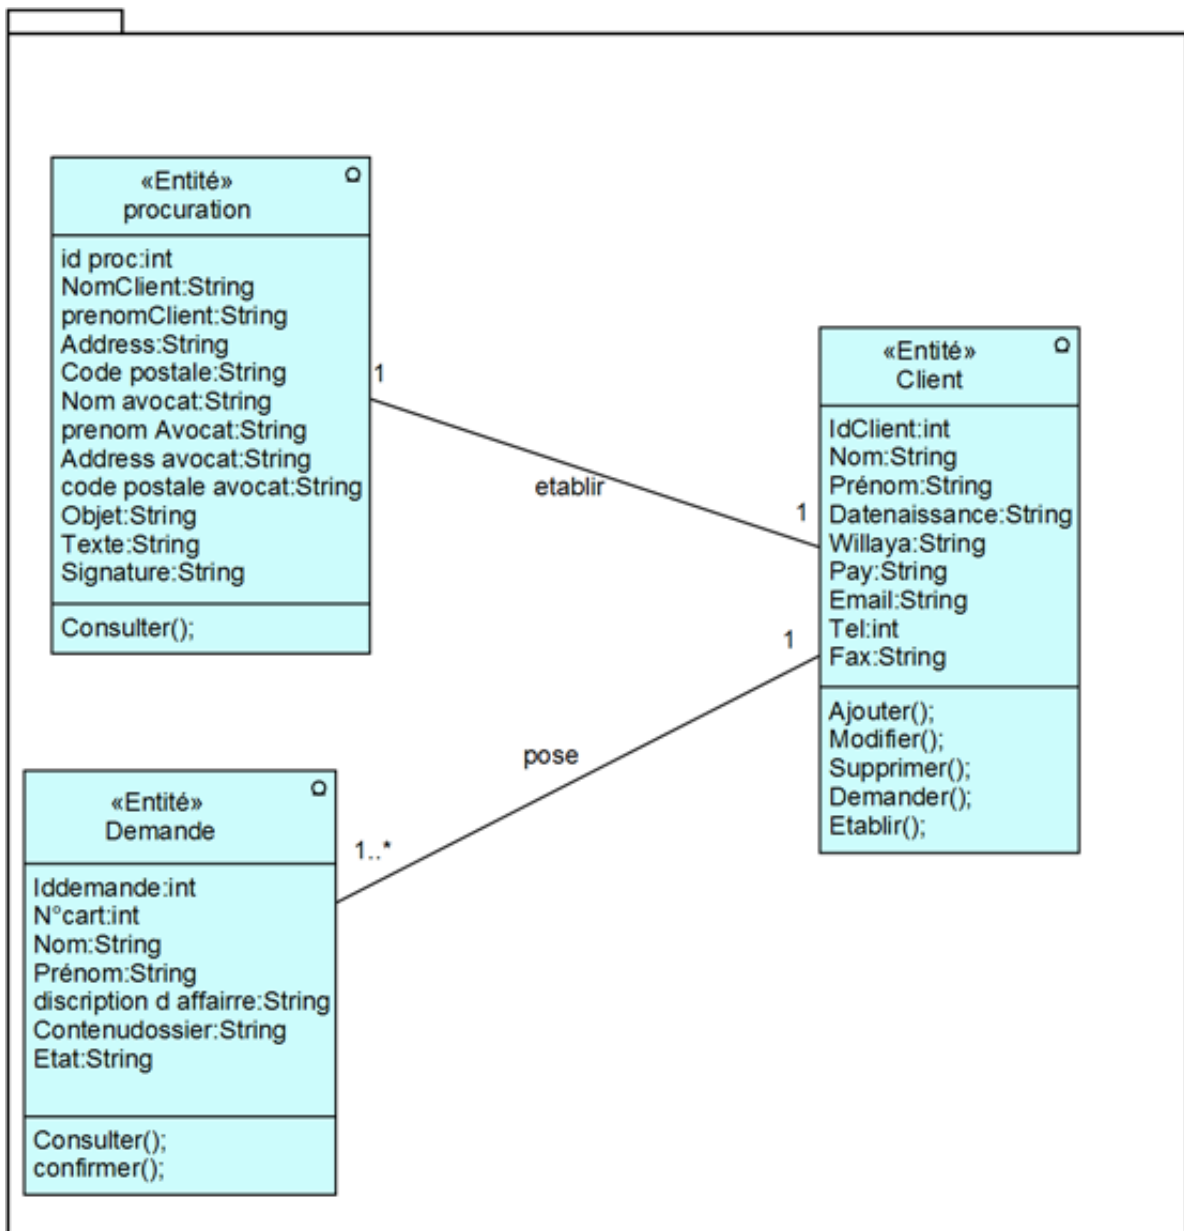 «Entité»
procuration
id proc:int
NomClient:String
prenomClient:String
Address:String
Code postale:String
Nom avocat:String
prenom Avocat:String
Address avocat:String
code postale avocat:String
Objet:String
Texte:String
Signature:String
Consulter();
1
etablir
1
«Entité»
Client
IdClient:int
Nom:String
Prénom:String
Datenaissance:String
Willaya:String
Pay:String
Email:String
Tel:int
Fax:String
Ajouter();
Modifier();
Supprimer();
Demander();
Etablir();
1
pose
1..*
«Entité»
Demande
Iddemande:int
N°cart:int
Nom:String
Prénom:String
discription d affairre:String
Contenudossier:String
Etat:String
Consulter();
confirmer();